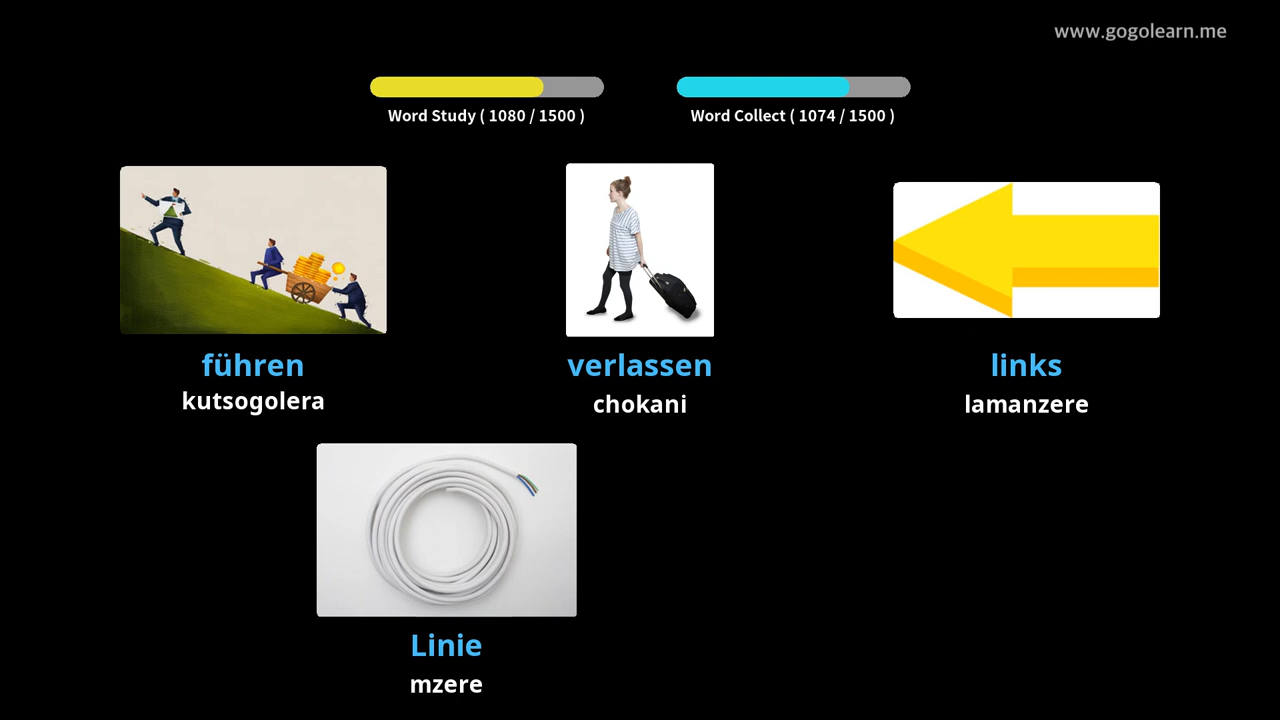 www.gogolearn.me
Word Study ( 1080 / 1500 )
Word Collect ( 1074 / 1500 )
führen
kutsogolera
verlassen
chokani
links
lamanzere
Linie
mzere